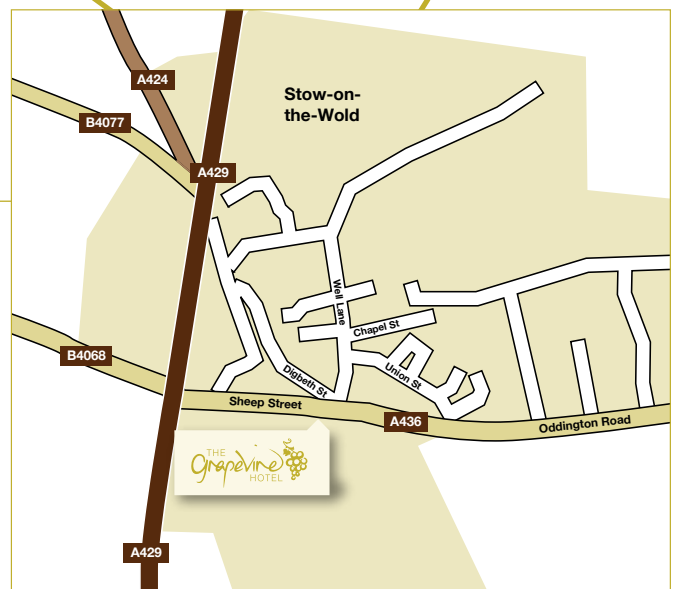 A424
Stow-on-
the-Wold
B4077
A429
Well Lane
Chapel St
B4068
Digbeth St
Union St
Sheep Street
A436
Oddington Road
THE
Grapevine
HOTEL
A429